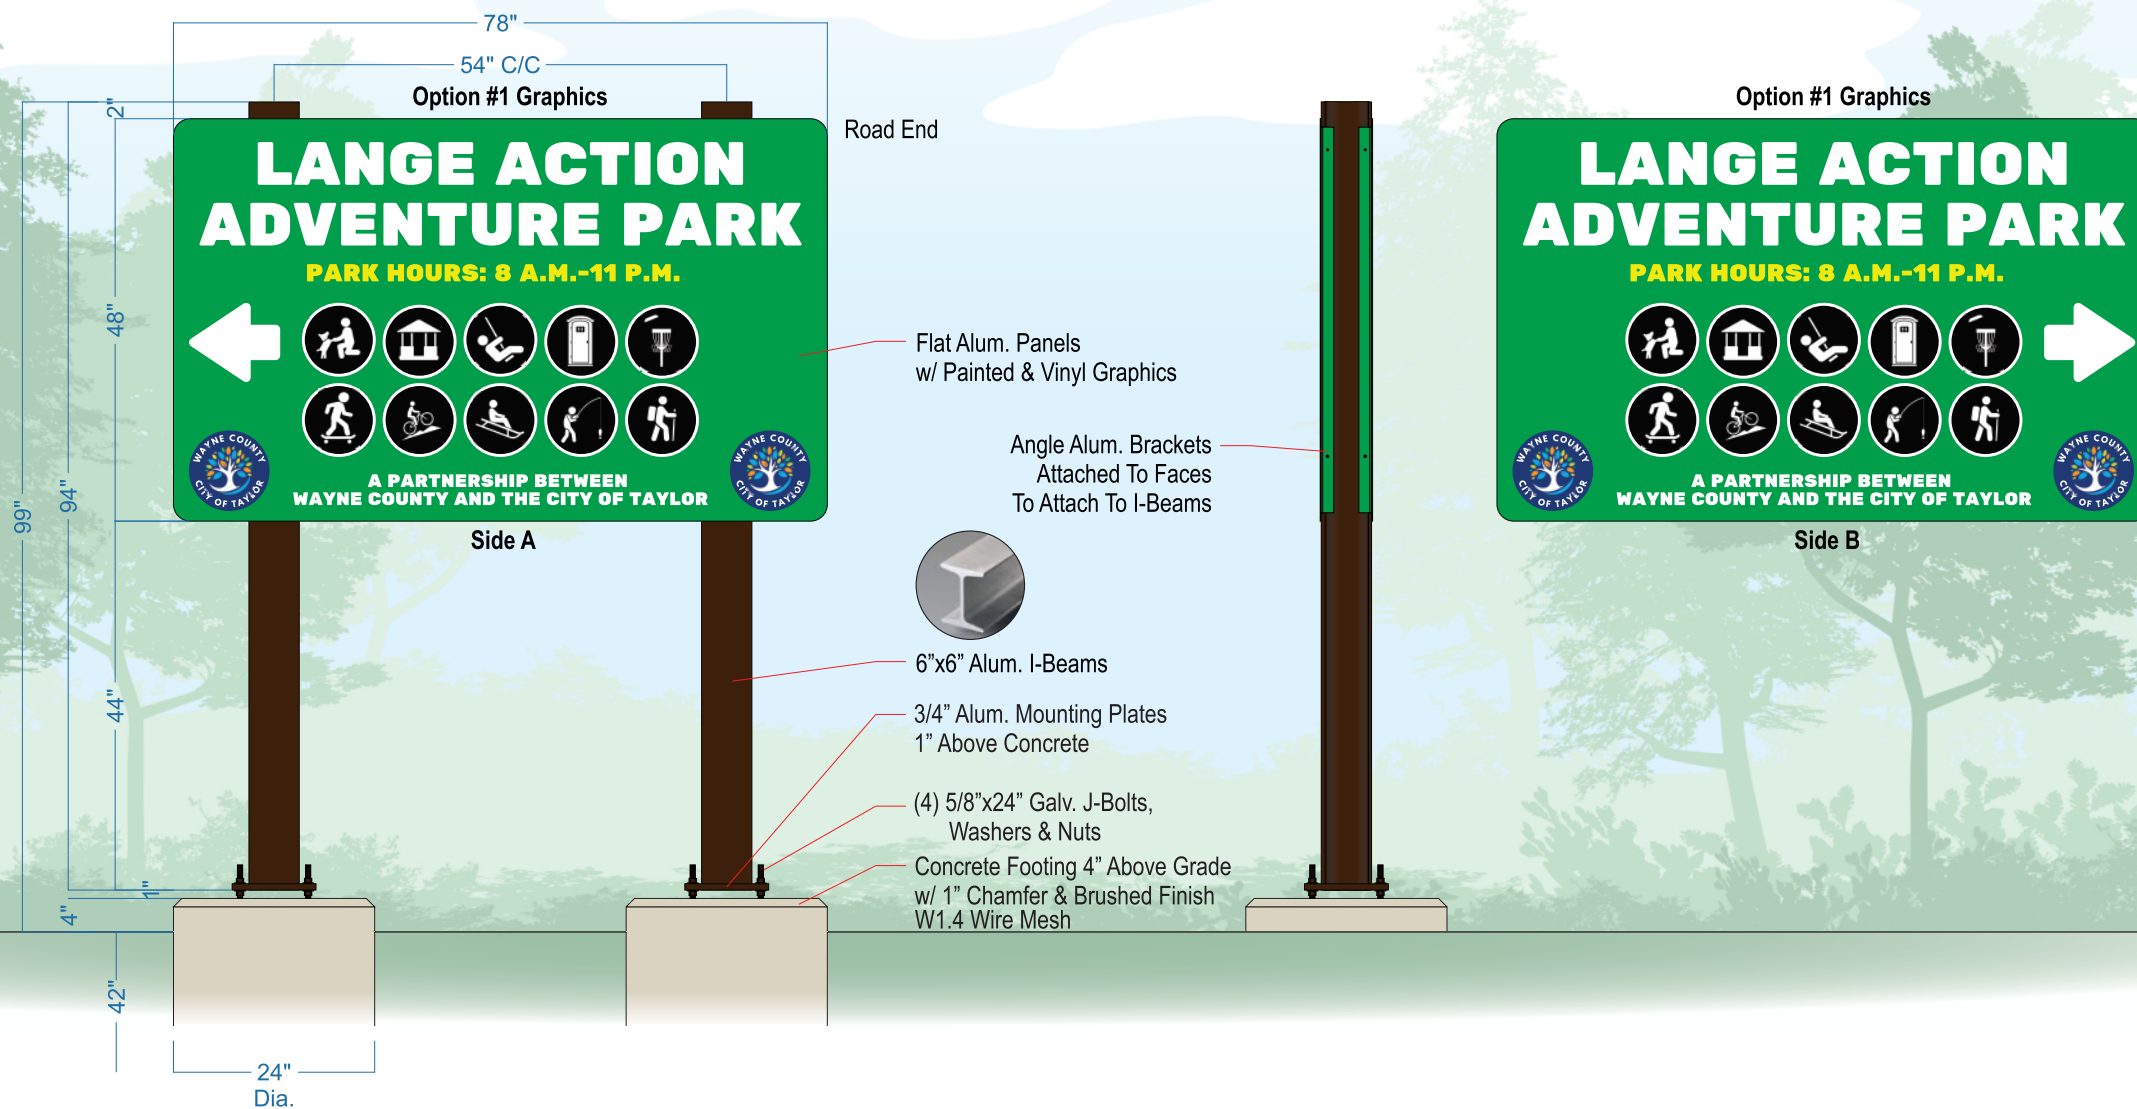 78"
54" C/C
Option #1 Graphics
2"
LANGE ACTION
ADVENTURE PARK
PARK HOURS: 8 A.M.-11 P.M.
WAYNE COUNTY
CITY OF TAYLOR
A PARTNERSHIP BETWEEN
WAYNE COUNTY AND THE CITY OF TAYLOR
WAYNE COUNTY
CITY OF TAYLOR
Side A
99"
94"
48"
44"
1"
4"
42"
24"
Dia.
Road End
Flat Alum. Panels
w/ Painted & Vinyl Graphics
Angle Alum. Brackets
Attached To Faces
To Attach To I-Beams
6”x6” Alum. I-Beams
3/4” Alum. Mounting Plates
1” Above Concrete
(4) 5/8”x24” Galv. J-Bolts,
Washers & Nuts
Concrete Footing 4” Above Grade
w/ 1” Chamfer & Brushed Finish
W1.4 Wire Mesh
Option #1 Graphics
LANGE ACTION
ADVENTURE PARK
PARK HOURS: 8 A.M.-11 P.M.
WAYNE COUNTY
CITY OF TAYLOR
A PARTNERSHIP BETWEEN
WAYNE COUNTY AND THE CITY OF TAYLOR
WAYNE COUNTY
CITY OF TAYLOR
Side B